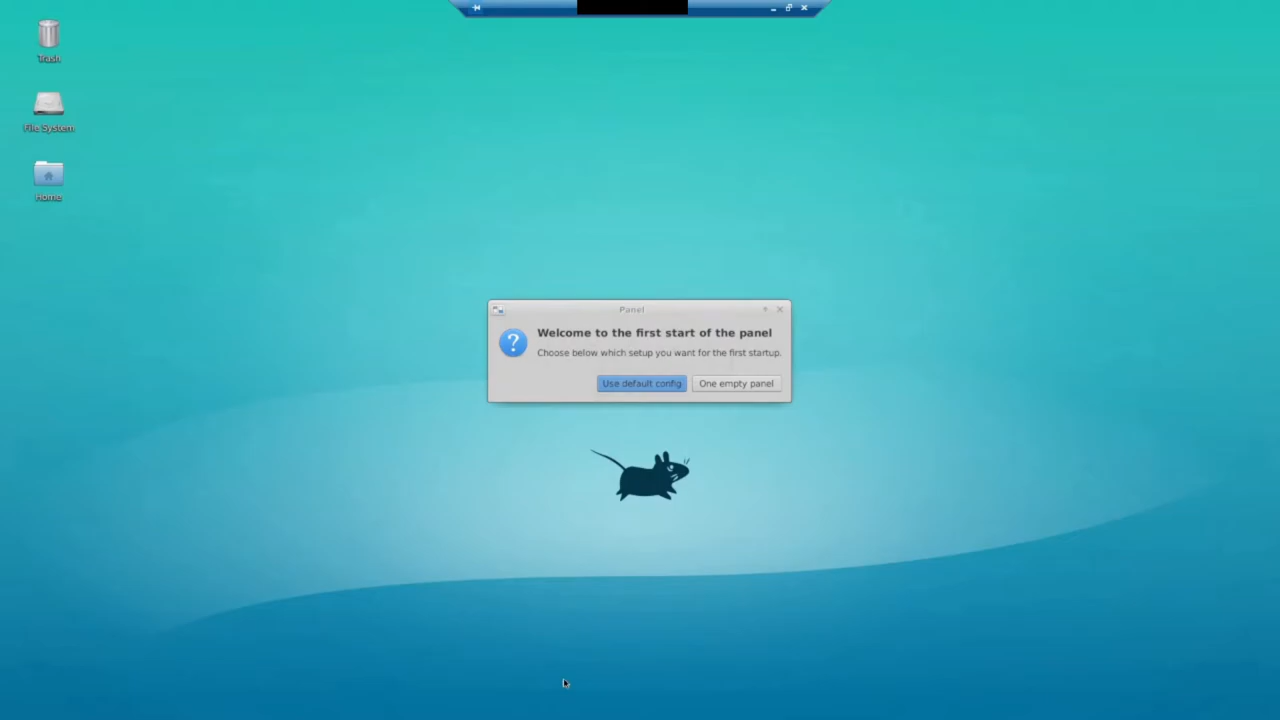 Trash
File System
Home
Panel
Welcome to the first start of the panel
Choose below which setup you want for the first startup.
Use default config
One empty panel